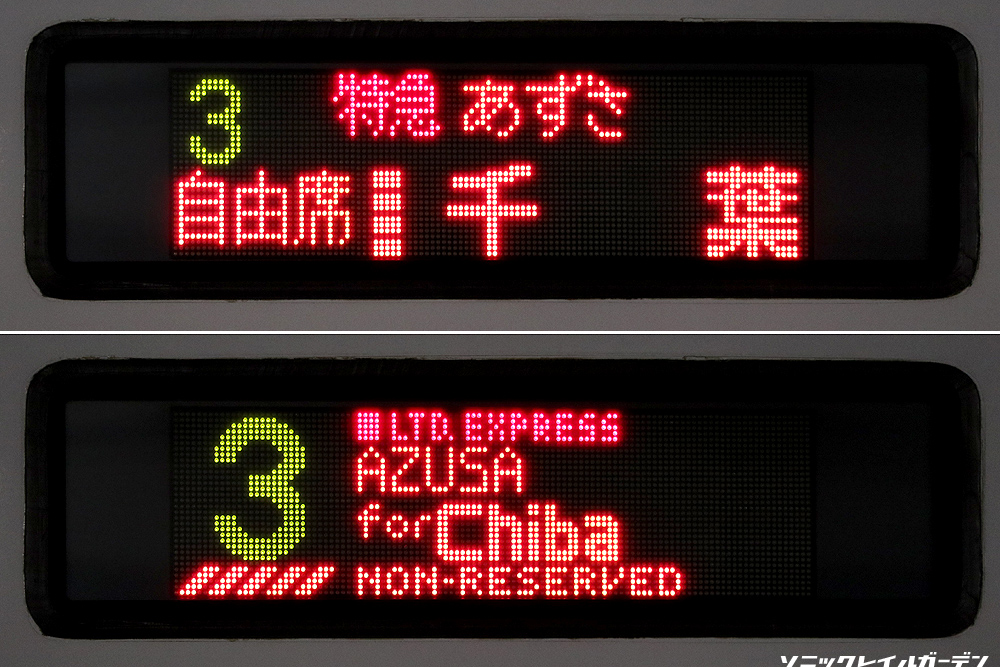 3 特急 あずさ
自由席 千葉
3
LTD. EXPRESS
AZUSA
for Chiba
NON-RESERVED
ソニックレイルガーデン